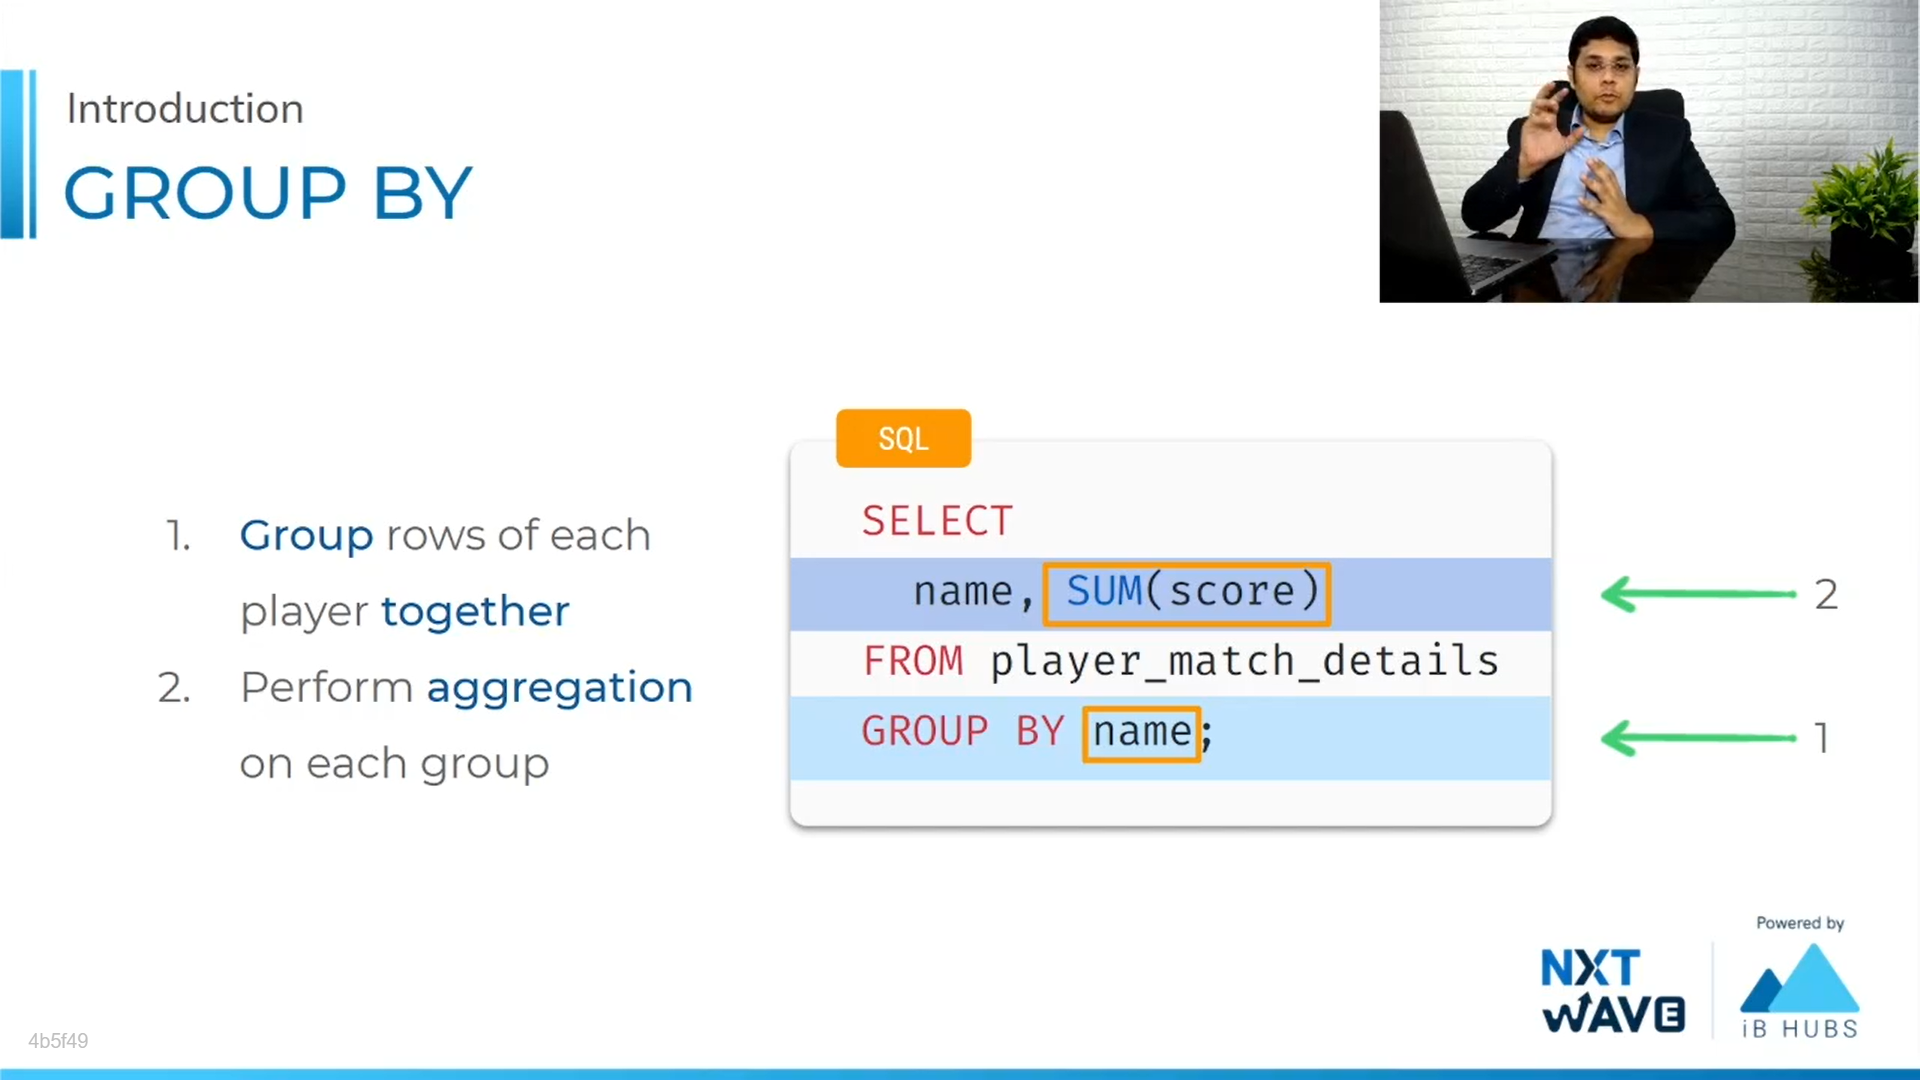 Introduction
GROUP BY
1. Group rows of each
player together
2. Perform aggregation
on each group
SQL
SELECT
name, SUM(score)
FROM player_match_details
GROUP BY name;
2
1
Powered by
NXT
WAVE
iB HUBS
4b5f49